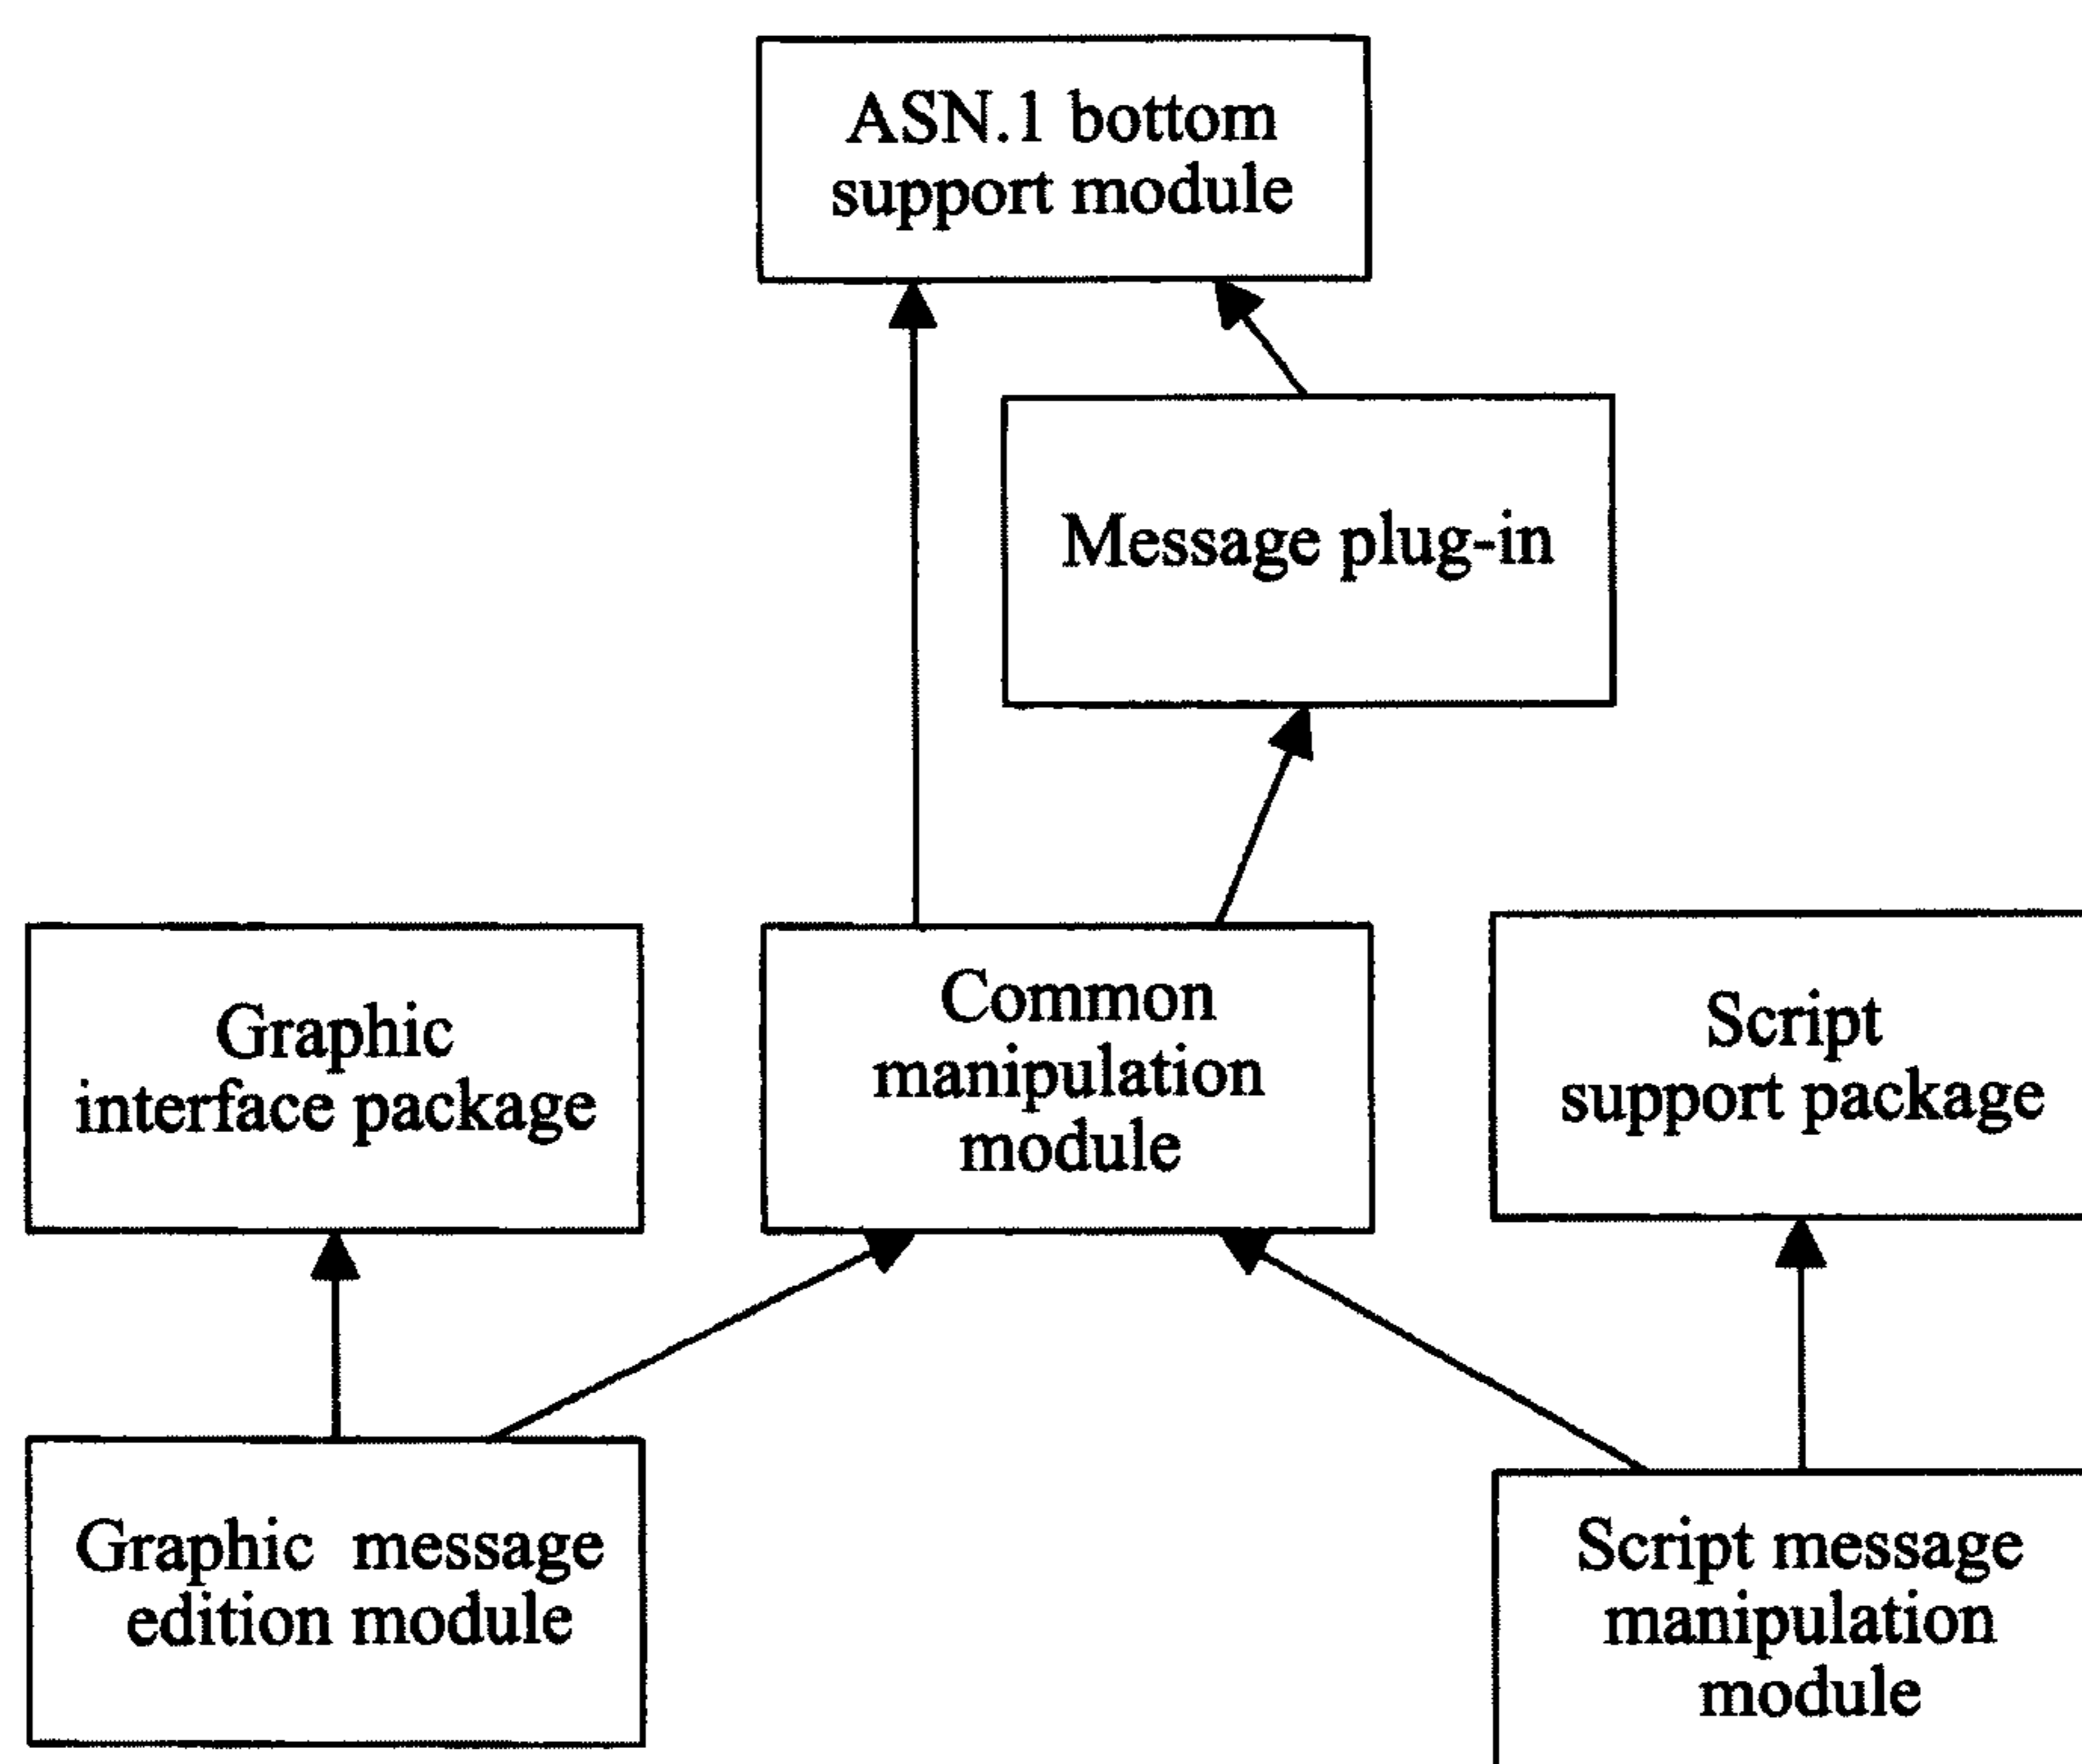 ASN.1 bottom
support module
Message plug-in
Graphic
interface package
Common
manipulation
module
Script
support package
Graphic message
edition module
Script message
manipulation
module